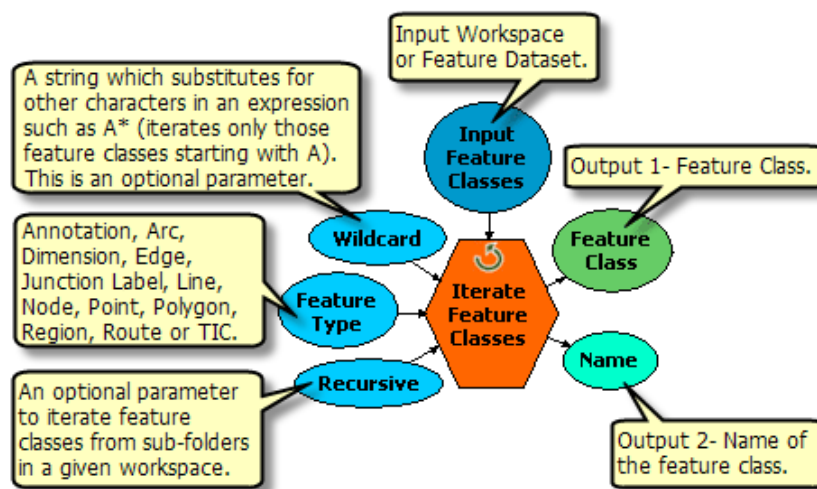 Input Workspace
or Feature Dataset.
A string which substitutes for
other characters in an expression
such as A* (iterates only those
feature classes starting with A).
This is an optional parameter.
Input
Feature
Classes
Output 1- Feature Class.
Wildcard
Feature
Class
Annotation, Arc,
Dimension, Edge,
Junction Label, Line,
Node, Point, Polygon,
Region, Route or TIC.
Feature
Type
Iterate
Feature
Classes
Name
Recursive
An optional parameter
to iterate feature
classes from sub-folders
in a given workspace.
Output 2- Name of
the feature class.